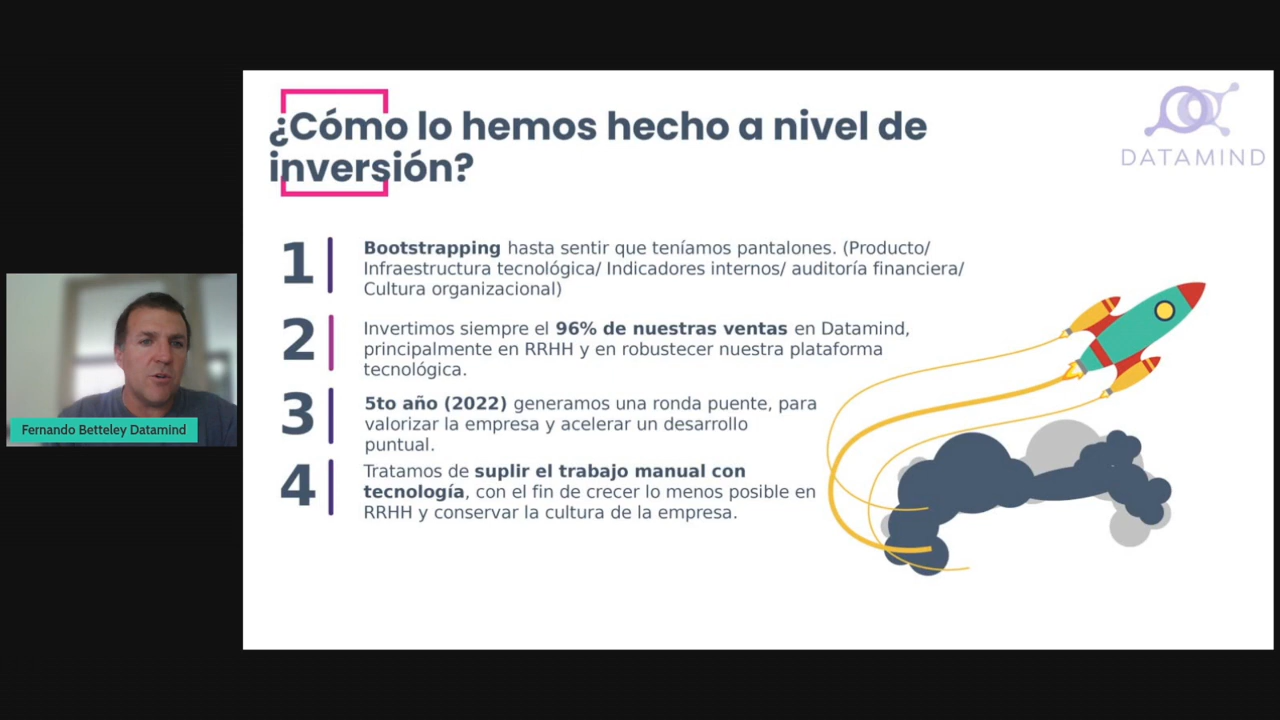 ¿Cómo lo hemos hecho a nivel de
inversión?
DATAMIND
1
Bootstrapping hasta sentir que teníamos pantalones. (Producto/
Infraestructura tecnológica/ Indicadores internos/ auditoría financiera/
Cultura organizacional)
2
Invertimos siempre el 96% de nuestras ventas en Datamind,
principalmente en RRHH y en robustecer nuestra plataforma
tecnológica.
3
5to año (2022) generamos una ronda puente, para
valorizar la empresa y acelerar un desarrollo
puntual.
4
Tratamos de suplir el trabajo manual con
tecnología, con el fin de crecer lo menos posible en
RRHH y conservar la cultura de la empresa.
Fernando Betteley Datamind